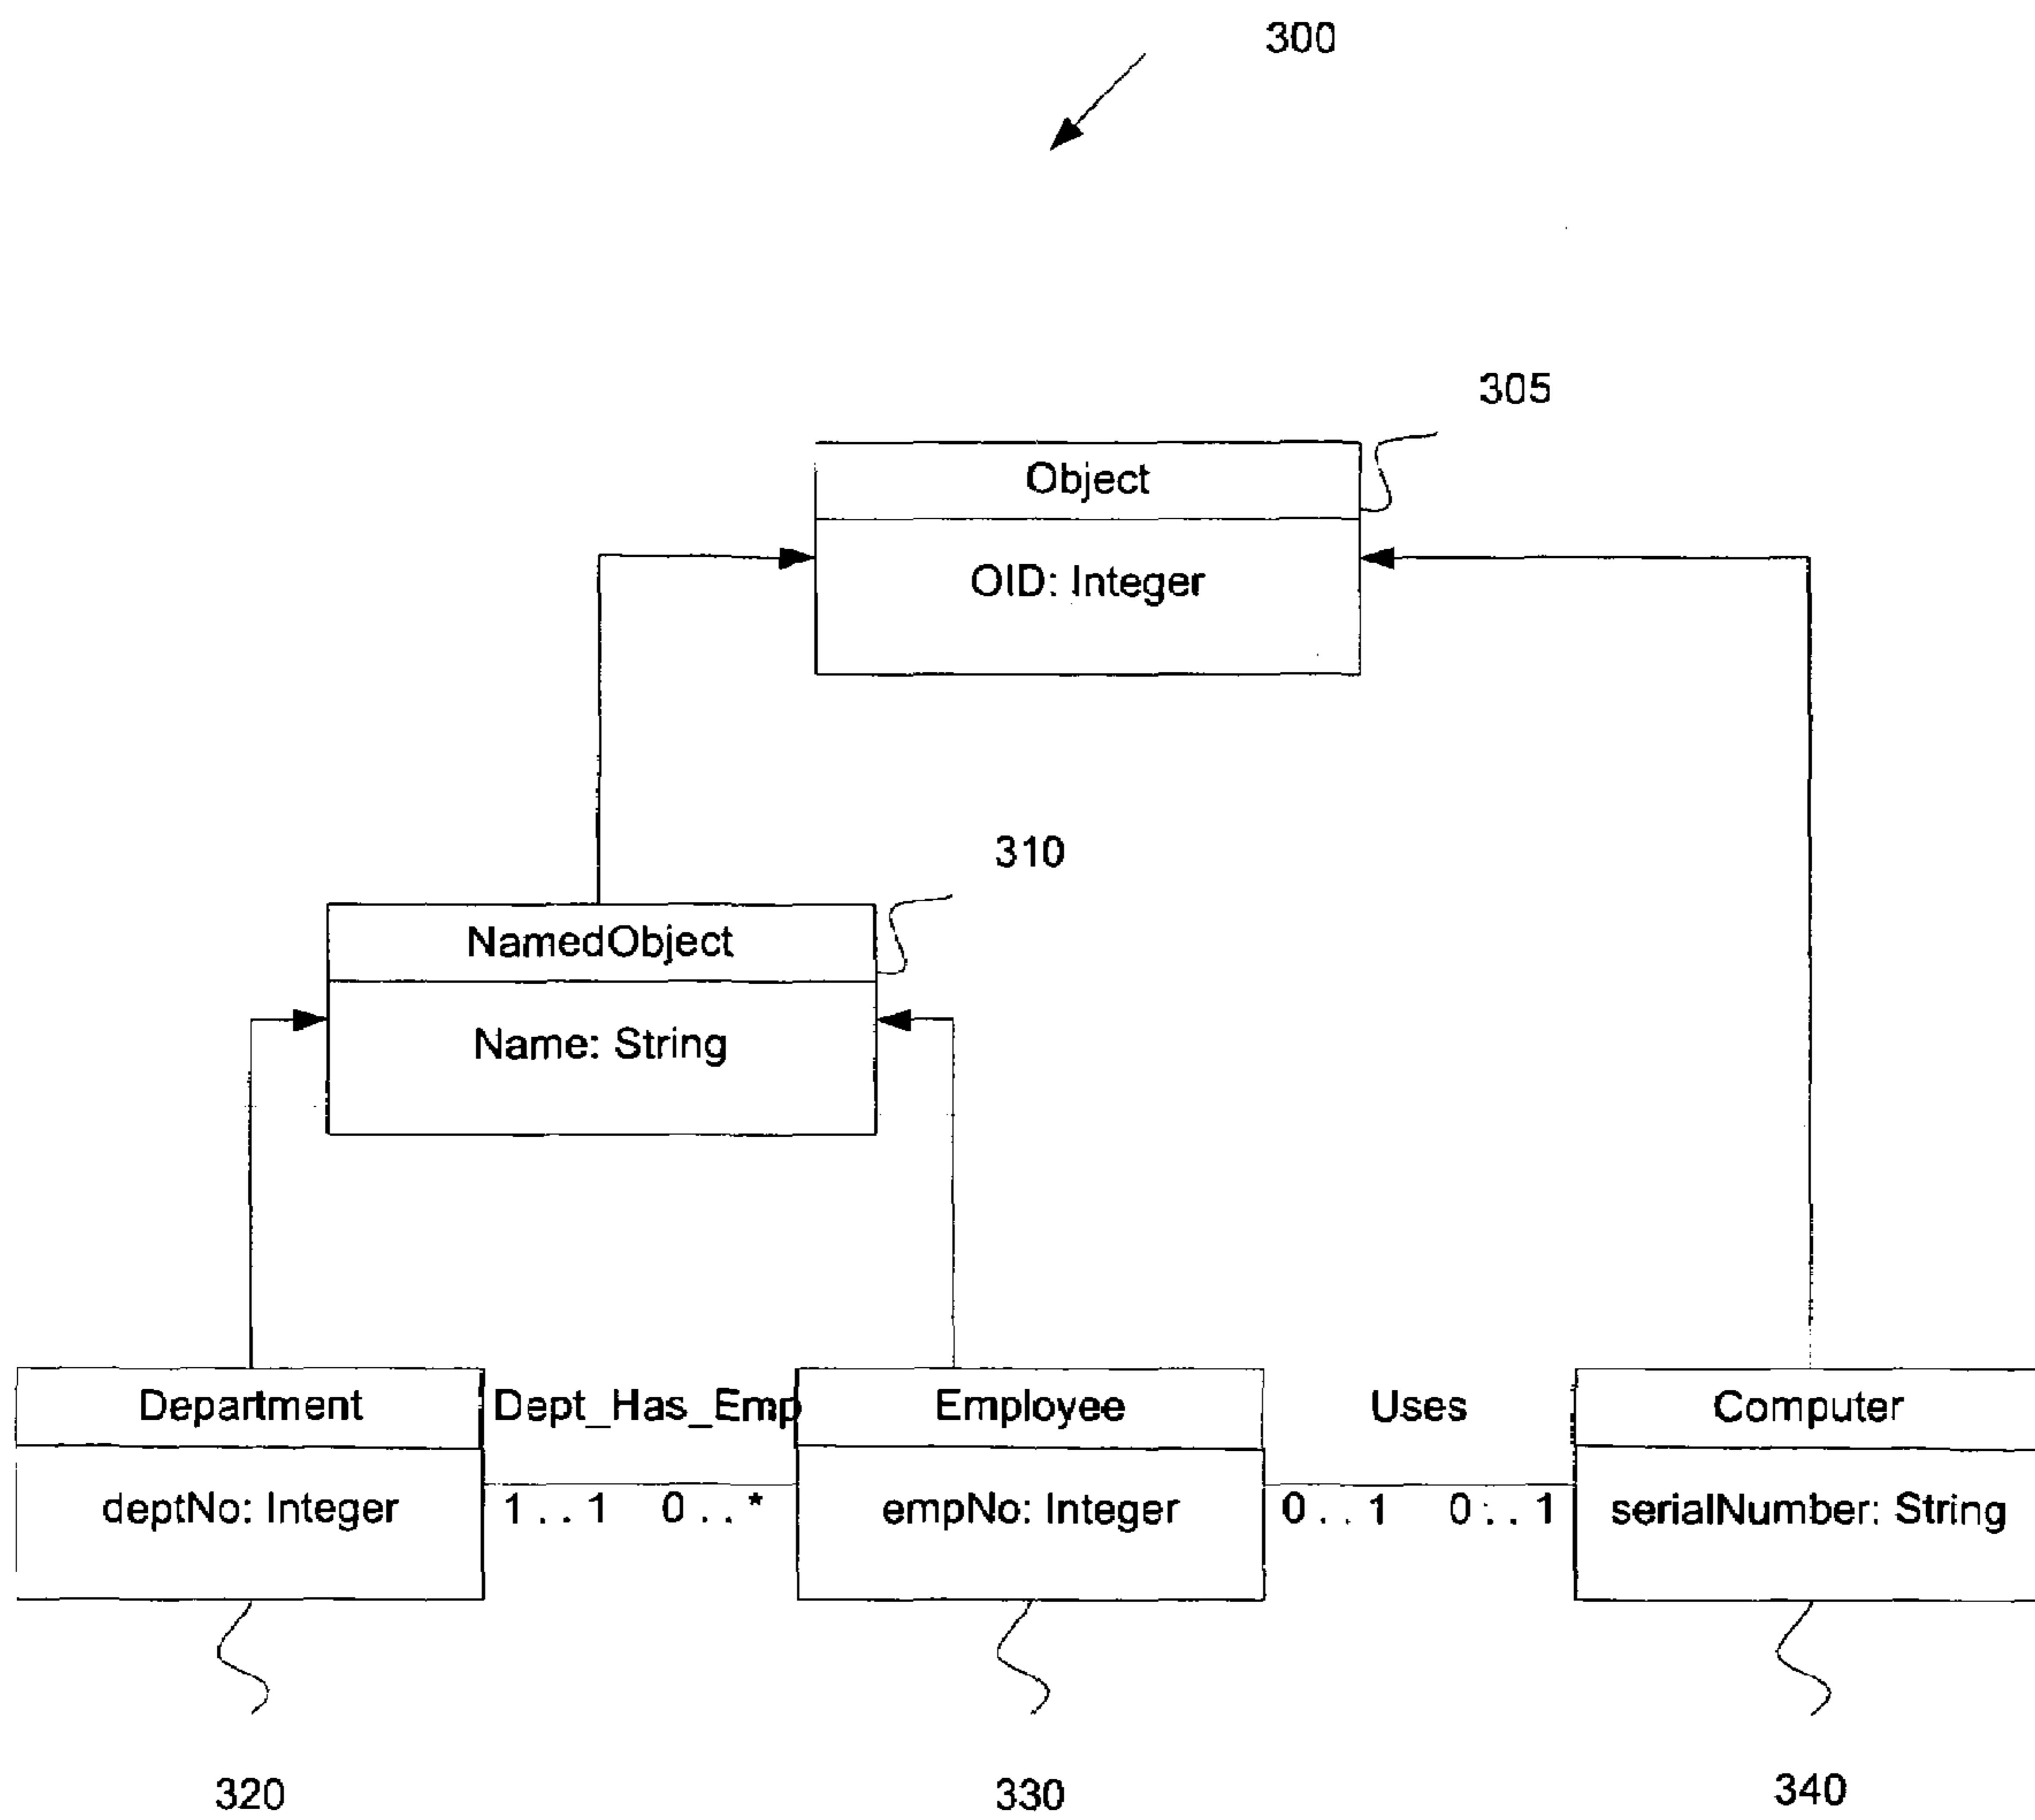 300
305
Object
OID: Integer
310
NamedObject
Name: String
Department
Dept_Has_Emp
Employee
Uses
Computer
deptNo: Integer
1..1
0..*
empNo: Integer
0..1
0..1
serialNumber: String
320
330
340